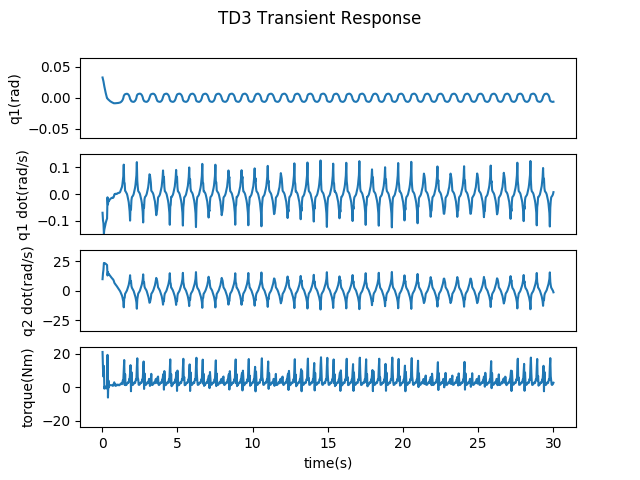 TD3 Transient Response
q1(rad)
0.05
0.00
−0.05
q1 dot(rad/s)
0.1
0.0
−0.1
q2 dot(rad/s)
25
0
−25
torque(Nm)
20
0
−20
0 5 10 15 20 25 30
time(s)